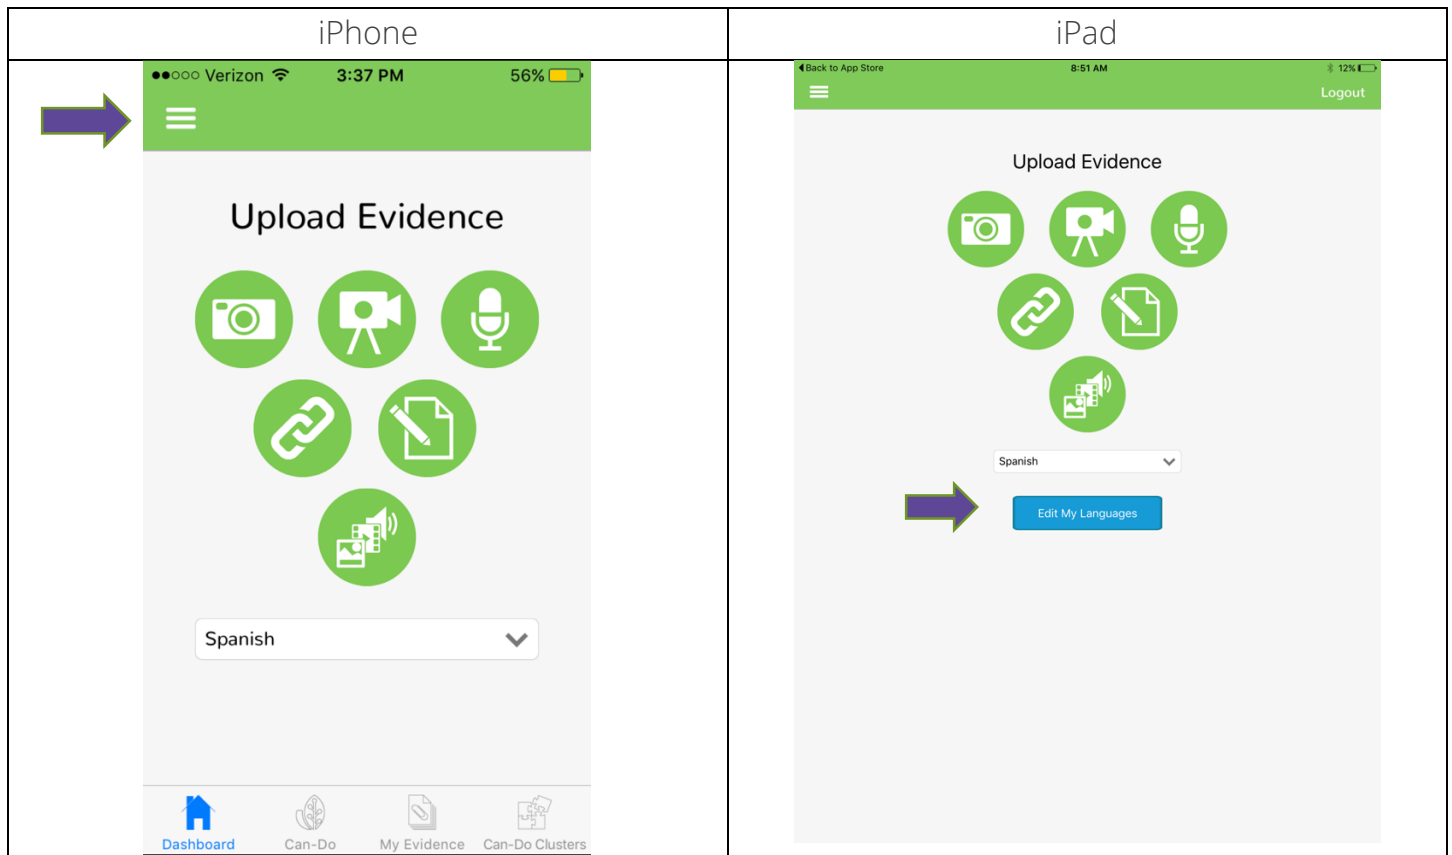 iPhone
iPad
Verizon 3:37 PM 56%
Upload Evidence
Spanish
Dashboard Can-Do My Evidence Can-Do Clusters
Back to App Store 8:51 AM 12%
Logout
Upload Evidence
Spanish
Edit My Languages